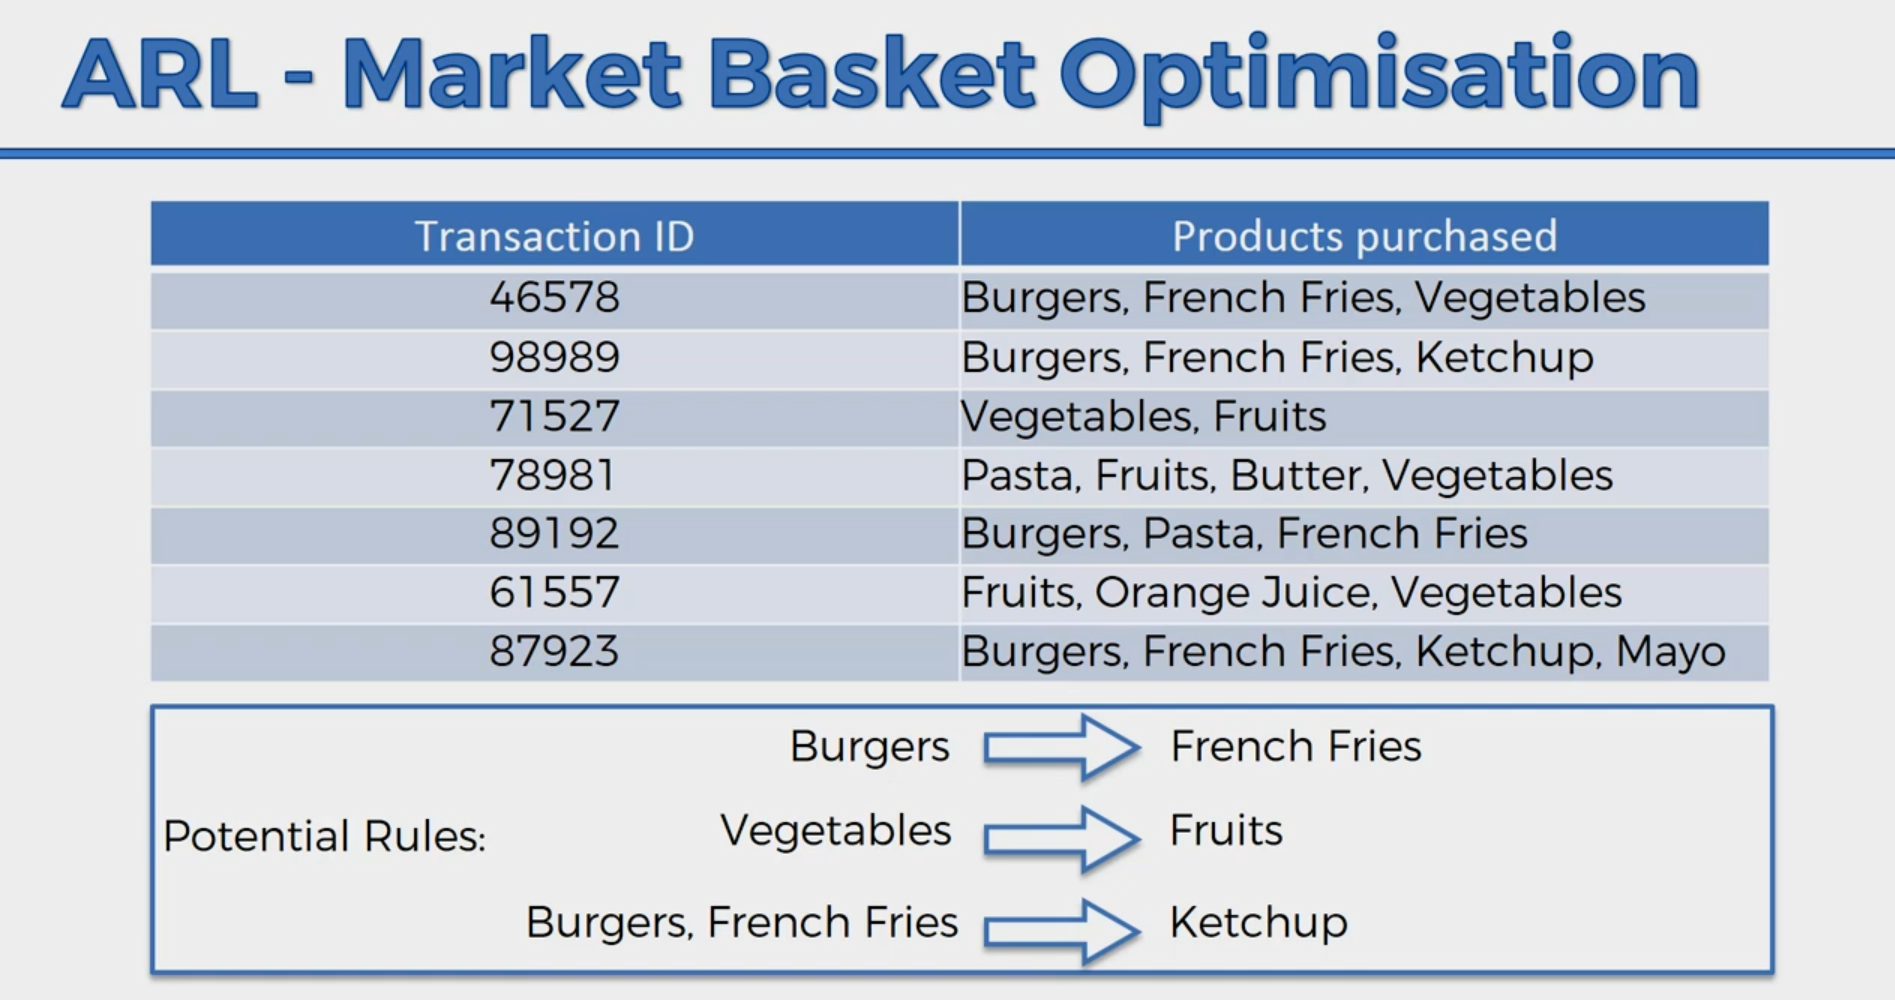 ARL - Market Basket Optimisation
Transaction ID Products purchased
46578 Burgers, French Fries, Vegetables
98989 Burgers, French Fries, Ketchup
71527 Vegetables, Fruits
78981 Pasta, Fruits, Butter, Vegetables
89192 Burgers, Pasta, French Fries
61557 Fruits, Orange Juice, Vegetables
87923 Burgers, French Fries, Ketchup, Mayo
Burgers French Fries
Potential Rules: Vegetables Fruits
Burgers, French Fries Ketchup